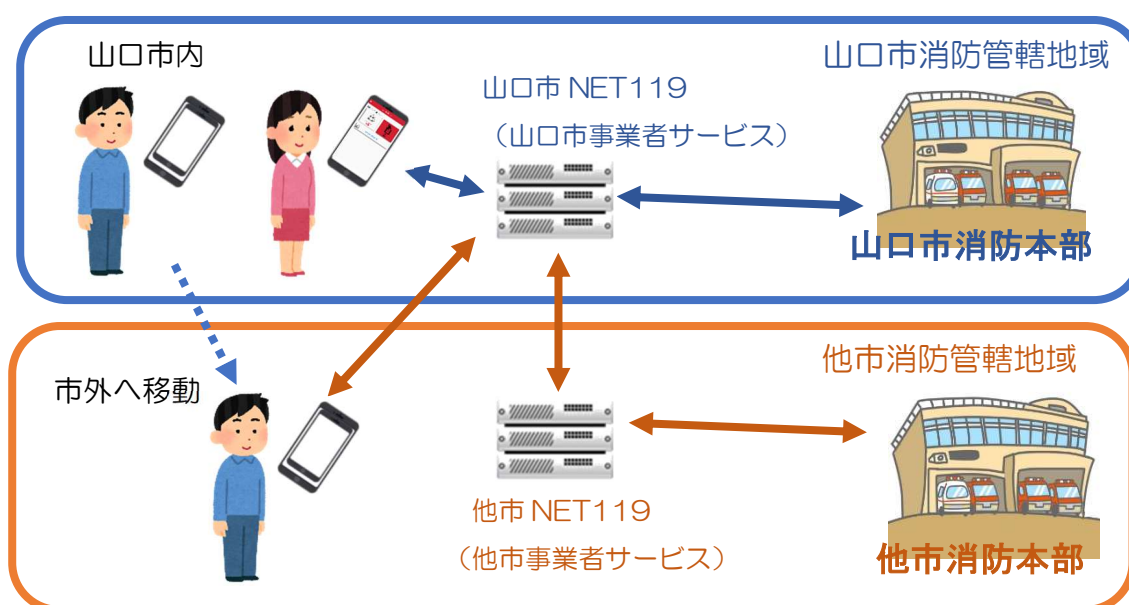 山口市内
山口市消防管轄地域
山口市 NET119
（山口市事業者サービス）
山口市消防本部
市外へ移動
他市消防管轄地域
他市 NET119
（他市事業者サービス）
他市消防本部